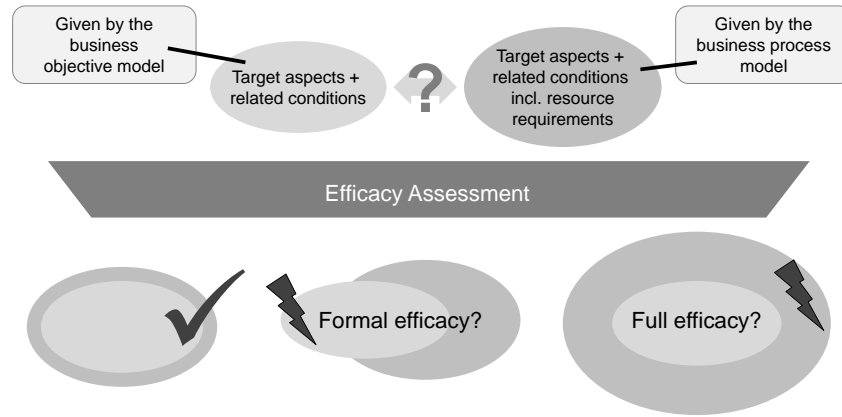 Given by the
business
objective model
Target aspects +
related conditions
?
Target aspects +
related conditions
incl. resource
requirements
Given by the
business process
model
Efficacy Assessment
Formal efficacy?
Full efficacy?